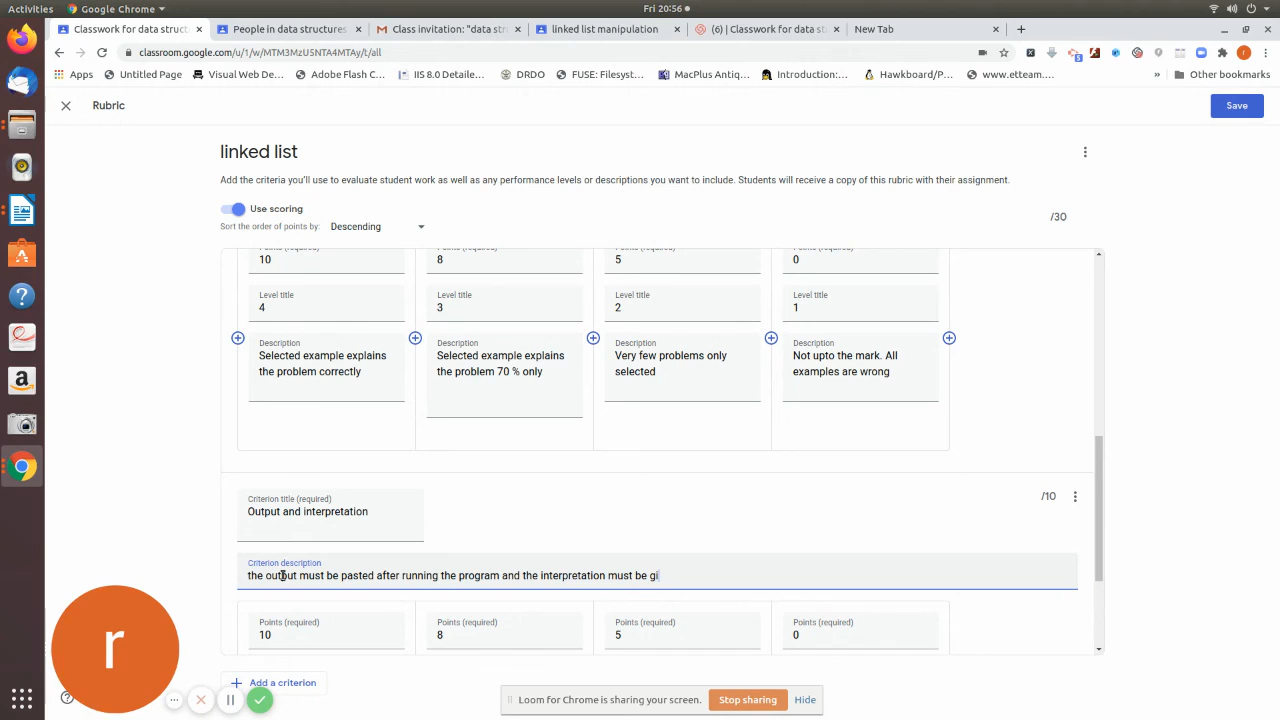 Activities
Google Chrome
Fri 20:56
Classwork for data structures
People in data structures
Class invitation: "data str
linked list manipulation
(6) | Classwork for data s
New Tab
classroom.google.com/u/1/w/MTM3MzU5NTA4MTAy/t/all
Apps
Untitled Page
Visual Web De...
Adobe Flash C...
IIS 8.0 Detaile...
DRDO
FUSE: Filesyst...
MacPlus Antiq...
Introduction:...
Hawkboard/P...
www.etteam....
»
Other bookmarks
Rubric
Save
linked list
Add the criteria you'll use to evaluate student work as well as any performance levels or descriptions you want to include. Students will receive a copy of this rubric with their assignment.
Use scoring
/30
Sort the order of points by:
Descending
Points (required)
Points (required)
Points (required)
Points (required)
10
8
5
0
Level title
Level title
Level title
Level title
4
3
2
1
Description
Description
Description
Description
Selected example explains
Selected example explains
Very few problems only
Not upto the mark. All
the problem correctly
the problem 70 % only
selected
examples are wrong
Criterion title (required)
/10
Output and interpretation
Criterion description
the output must be pasted after running the program and the interpretation must be gi
Points (required)
Points (required)
Points (required)
Points (required)
10
8
5
0
r
Add a criterion
Loom for Chrome is sharing your screen.
Stop sharing
Hide